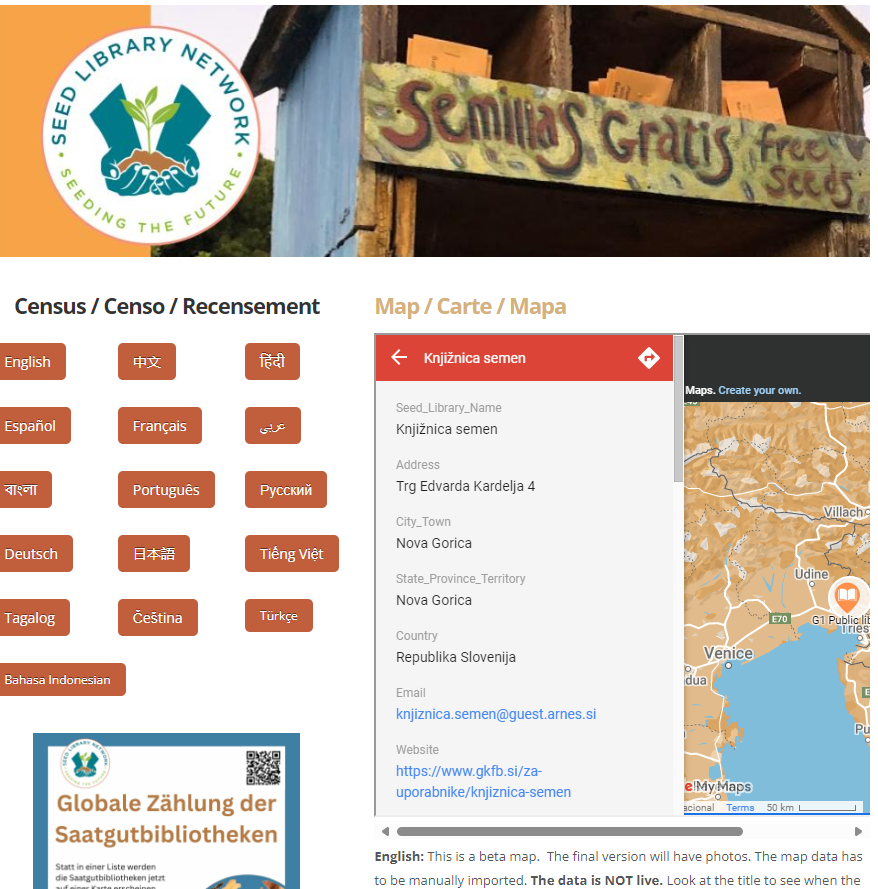 SEED LIBRARY NETWORK
• SEEDING THE FUTURE •
Semillas Gratis
free
seeds
Census / Censo / Recensement
English
中文
हिंदी
Español
Français
عربي
বাংলা
Português
Русский
Deutsch
日本語
Tiếng Việt
Tagalog
Čeština
Türkçe
Bahasa Indonesian
SEED LIBRARY NETWORK
SEEDING THE FUTURE
Globale Zählung der
Saatgutbibliotheken
Statt in einer Liste werden
die Saatgutbibliotheken jetzt
auf einer Karte erscheinen
Map / Carte / Mapa
Knjižnica semen
Seed_Library_Name
Knjižnica semen
Address
Trg Edvarda Kardelja 4
City_Town
Nova Gorica
State_Province_Territory
Nova Gorica
Country
Republika Slovenija
Email
knjiznica.semen@guest.arnes.si
Website
https://www.gkfb.si/za-
uporabnike/knjiznica-semen
Maps. Create your own.
Villach
Udine
G1 Public lib
E70
Tries
Venice
dua
E
Pu
My Maps
acional Terms 50 km
English: This is a beta map. The final version will have photos. The map data has
to be manually imported. The data is NOT live. Look at the title to see when the